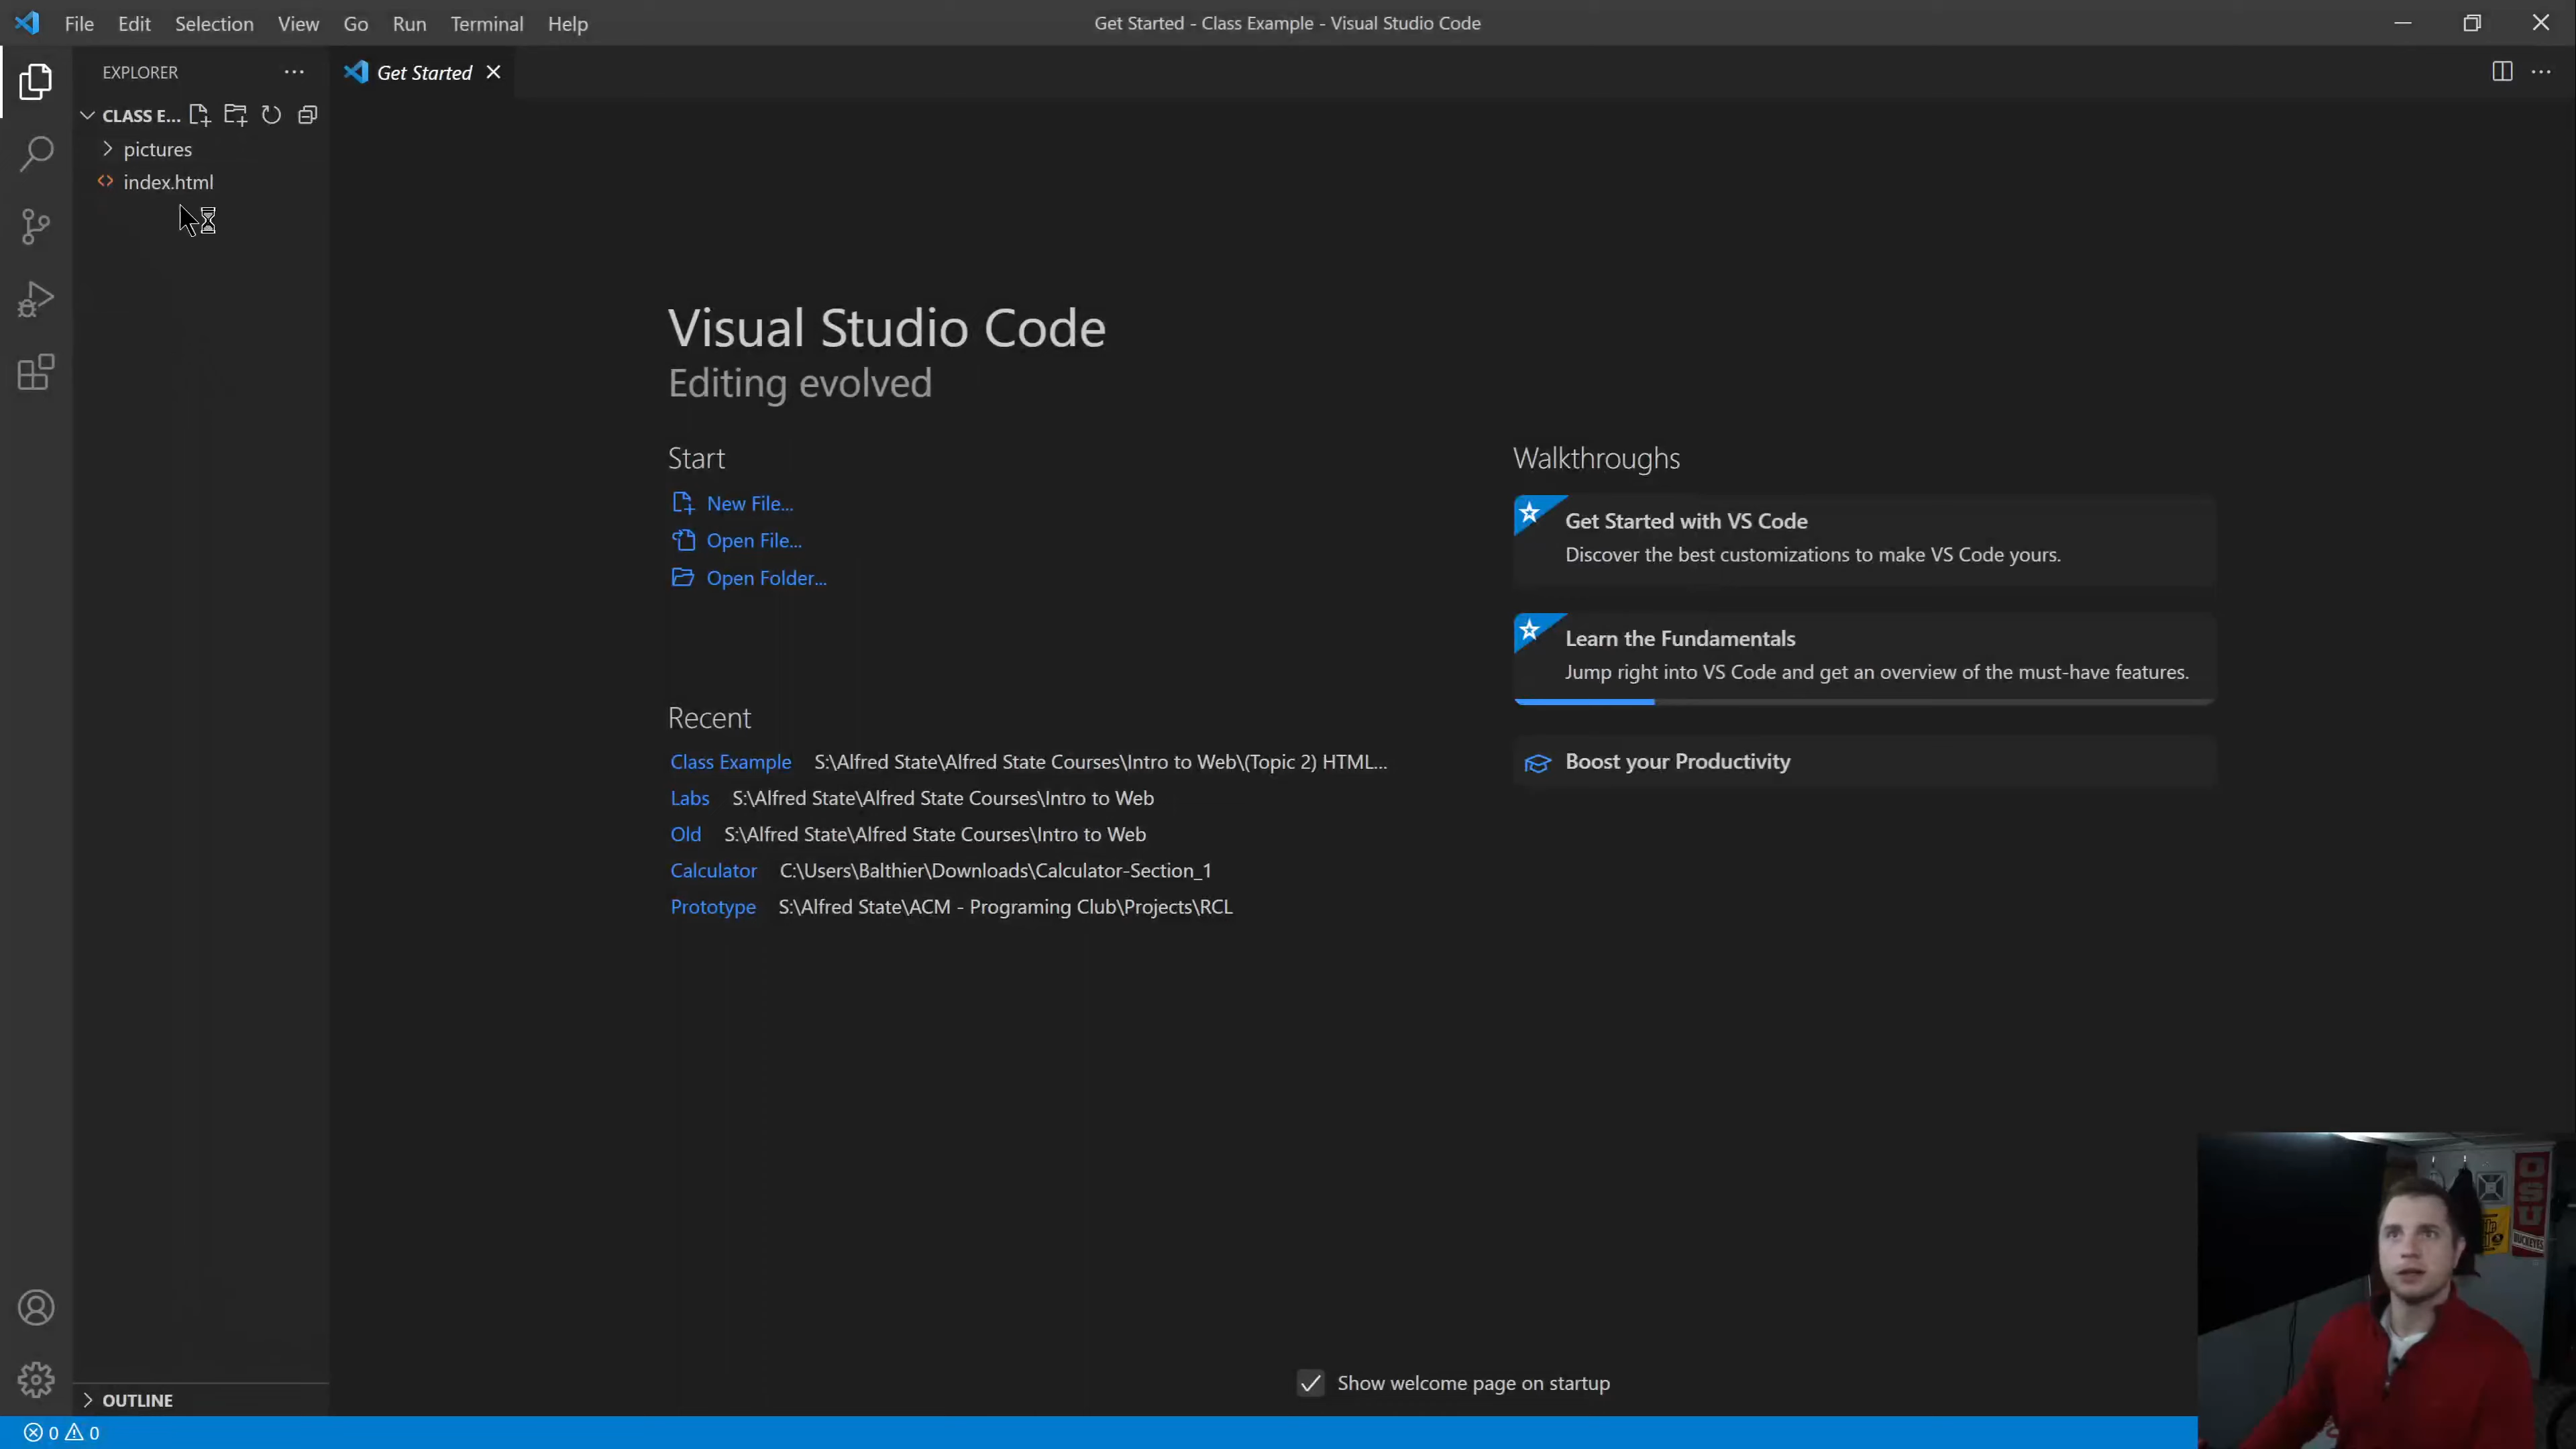 File Edit Selection View Go Run Terminal Help
Get Started - Class Example - Visual Studio Code
EXPLORER
Get Started
CLASS E...
pictures
index.html
Visual Studio Code
Editing evolved
Start
New File...
Open File...
Open Folder...
Recent
Class Example S:\Alfred State\Alfred State Courses\Intro to Web\(Topic 2) HTML...
Labs S:\Alfred State\Alfred State Courses\Intro to Web
Old S:\Alfred State\Alfred State Courses\Intro to Web
Calculator C:\Users\Balthier\Downloads\Calculator-Section_1
Prototype S:\Alfred State\ACM - Programing Club\Projects\RCL
Walkthroughs
Get Started with VS Code
Discover the best customizations to make VS Code yours.
Learn the Fundamentals
Jump right into VS Code and get an overview of the must-have features.
Boost your Productivity
Show welcome page on startup
OSU
BUCKEYES
OUTLINE
0 0